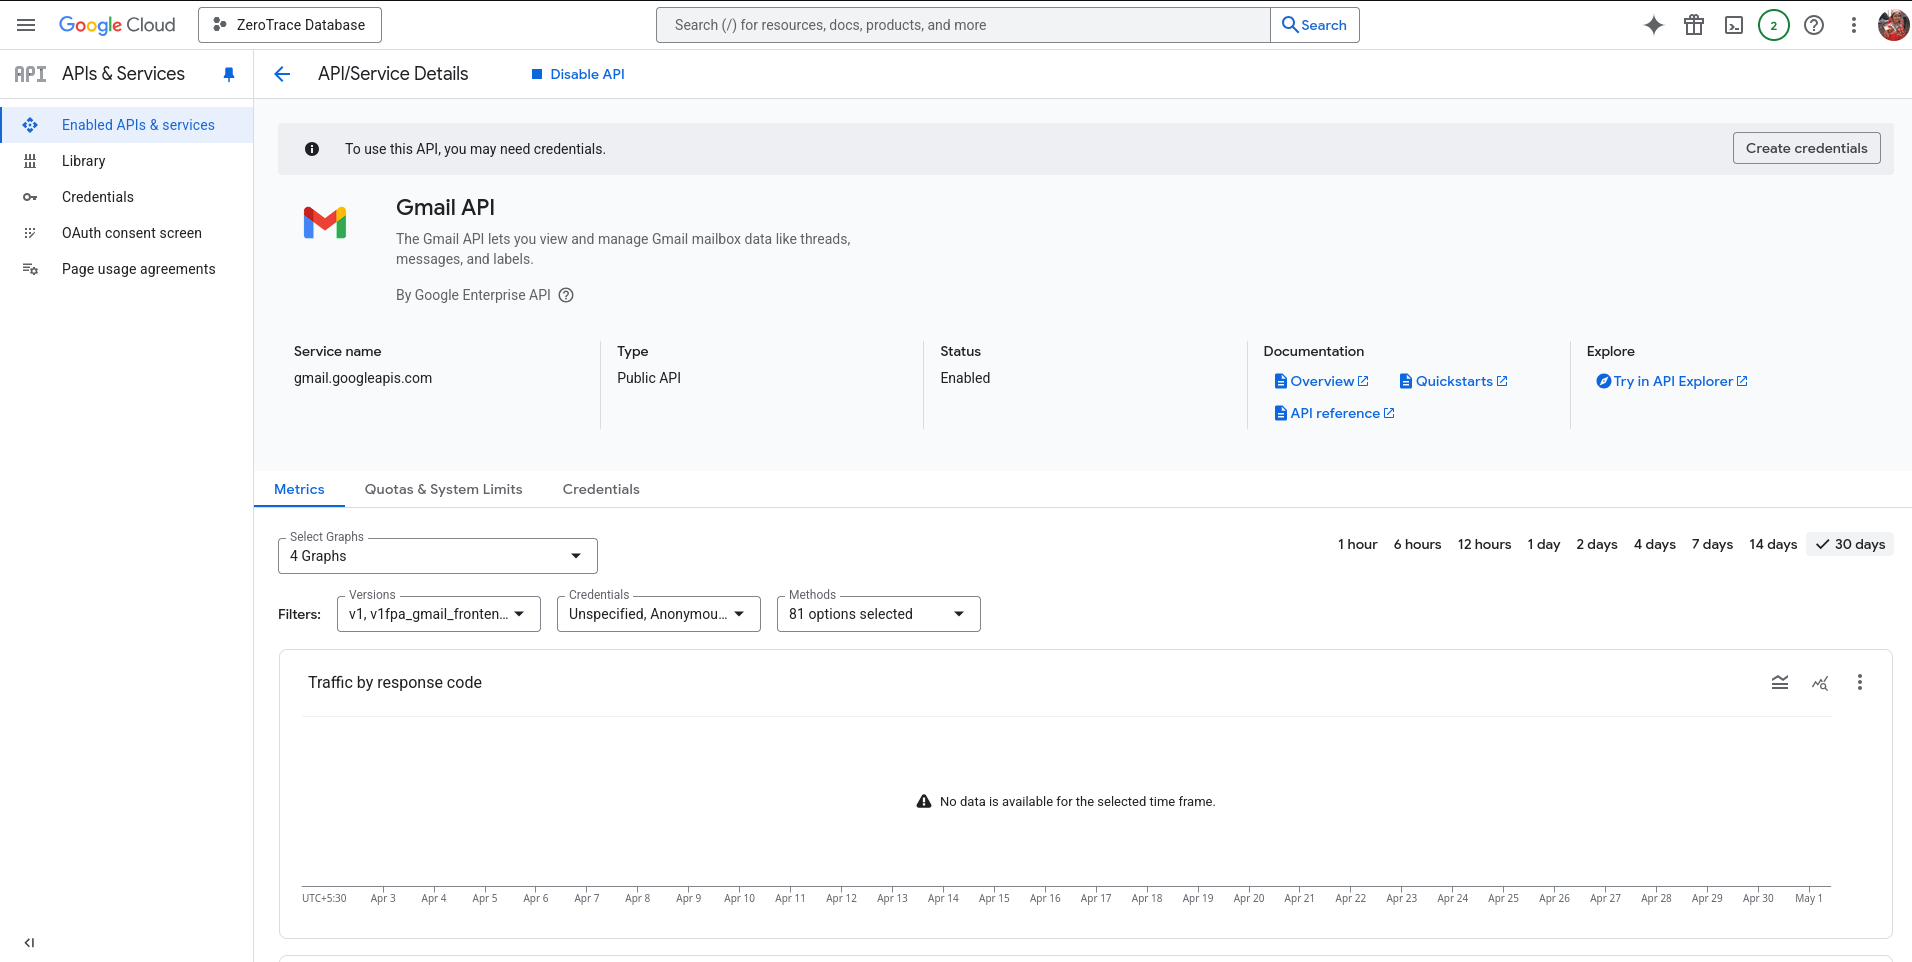 Google Cloud
ZeroTrace Database
Search (/) for resources, docs, products, and more
Search
2
API
APIs & Services
API/Service Details
Disable API
Enabled APIs & services
Library
Credentials
OAuth consent screen
Page usage agreements
To use this API, you may need credentials.
Create credentials
Gmail API
The Gmail API lets you view and manage Gmail mailbox data like threads,
messages, and labels.
By Google Enterprise API
Service name
gmail.googleapis.com
Type
Public API
Status
Enabled
Documentation
Overview
Quickstarts
API reference
Explore
Try in API Explorer
Metrics
Quotas & System Limits
Credentials
Select Graphs
4 Graphs
1 hour
6 hours
12 hours
1 day
2 days
4 days
7 days
14 days
30 days
Filters:
Versions
v1, v1fpa_gmail_fronten...
Credentials
Unspecified, Anonymou...
Methods
81 options selected
Traffic by response code
No data is available for the selected time frame.
UTC+5:30
Apr 3
Apr 4
Apr 5
Apr 6
Apr 7
Apr 8
Apr 9
Apr 10
Apr 11
Apr 12
Apr 13
Apr 14
Apr 15
Apr 16
Apr 17
Apr 18
Apr 19
Apr 20
Apr 21
Apr 22
Apr 23
Apr 24
Apr 25
Apr 26
Apr 27
Apr 28
Apr 29
Apr 30
May 1